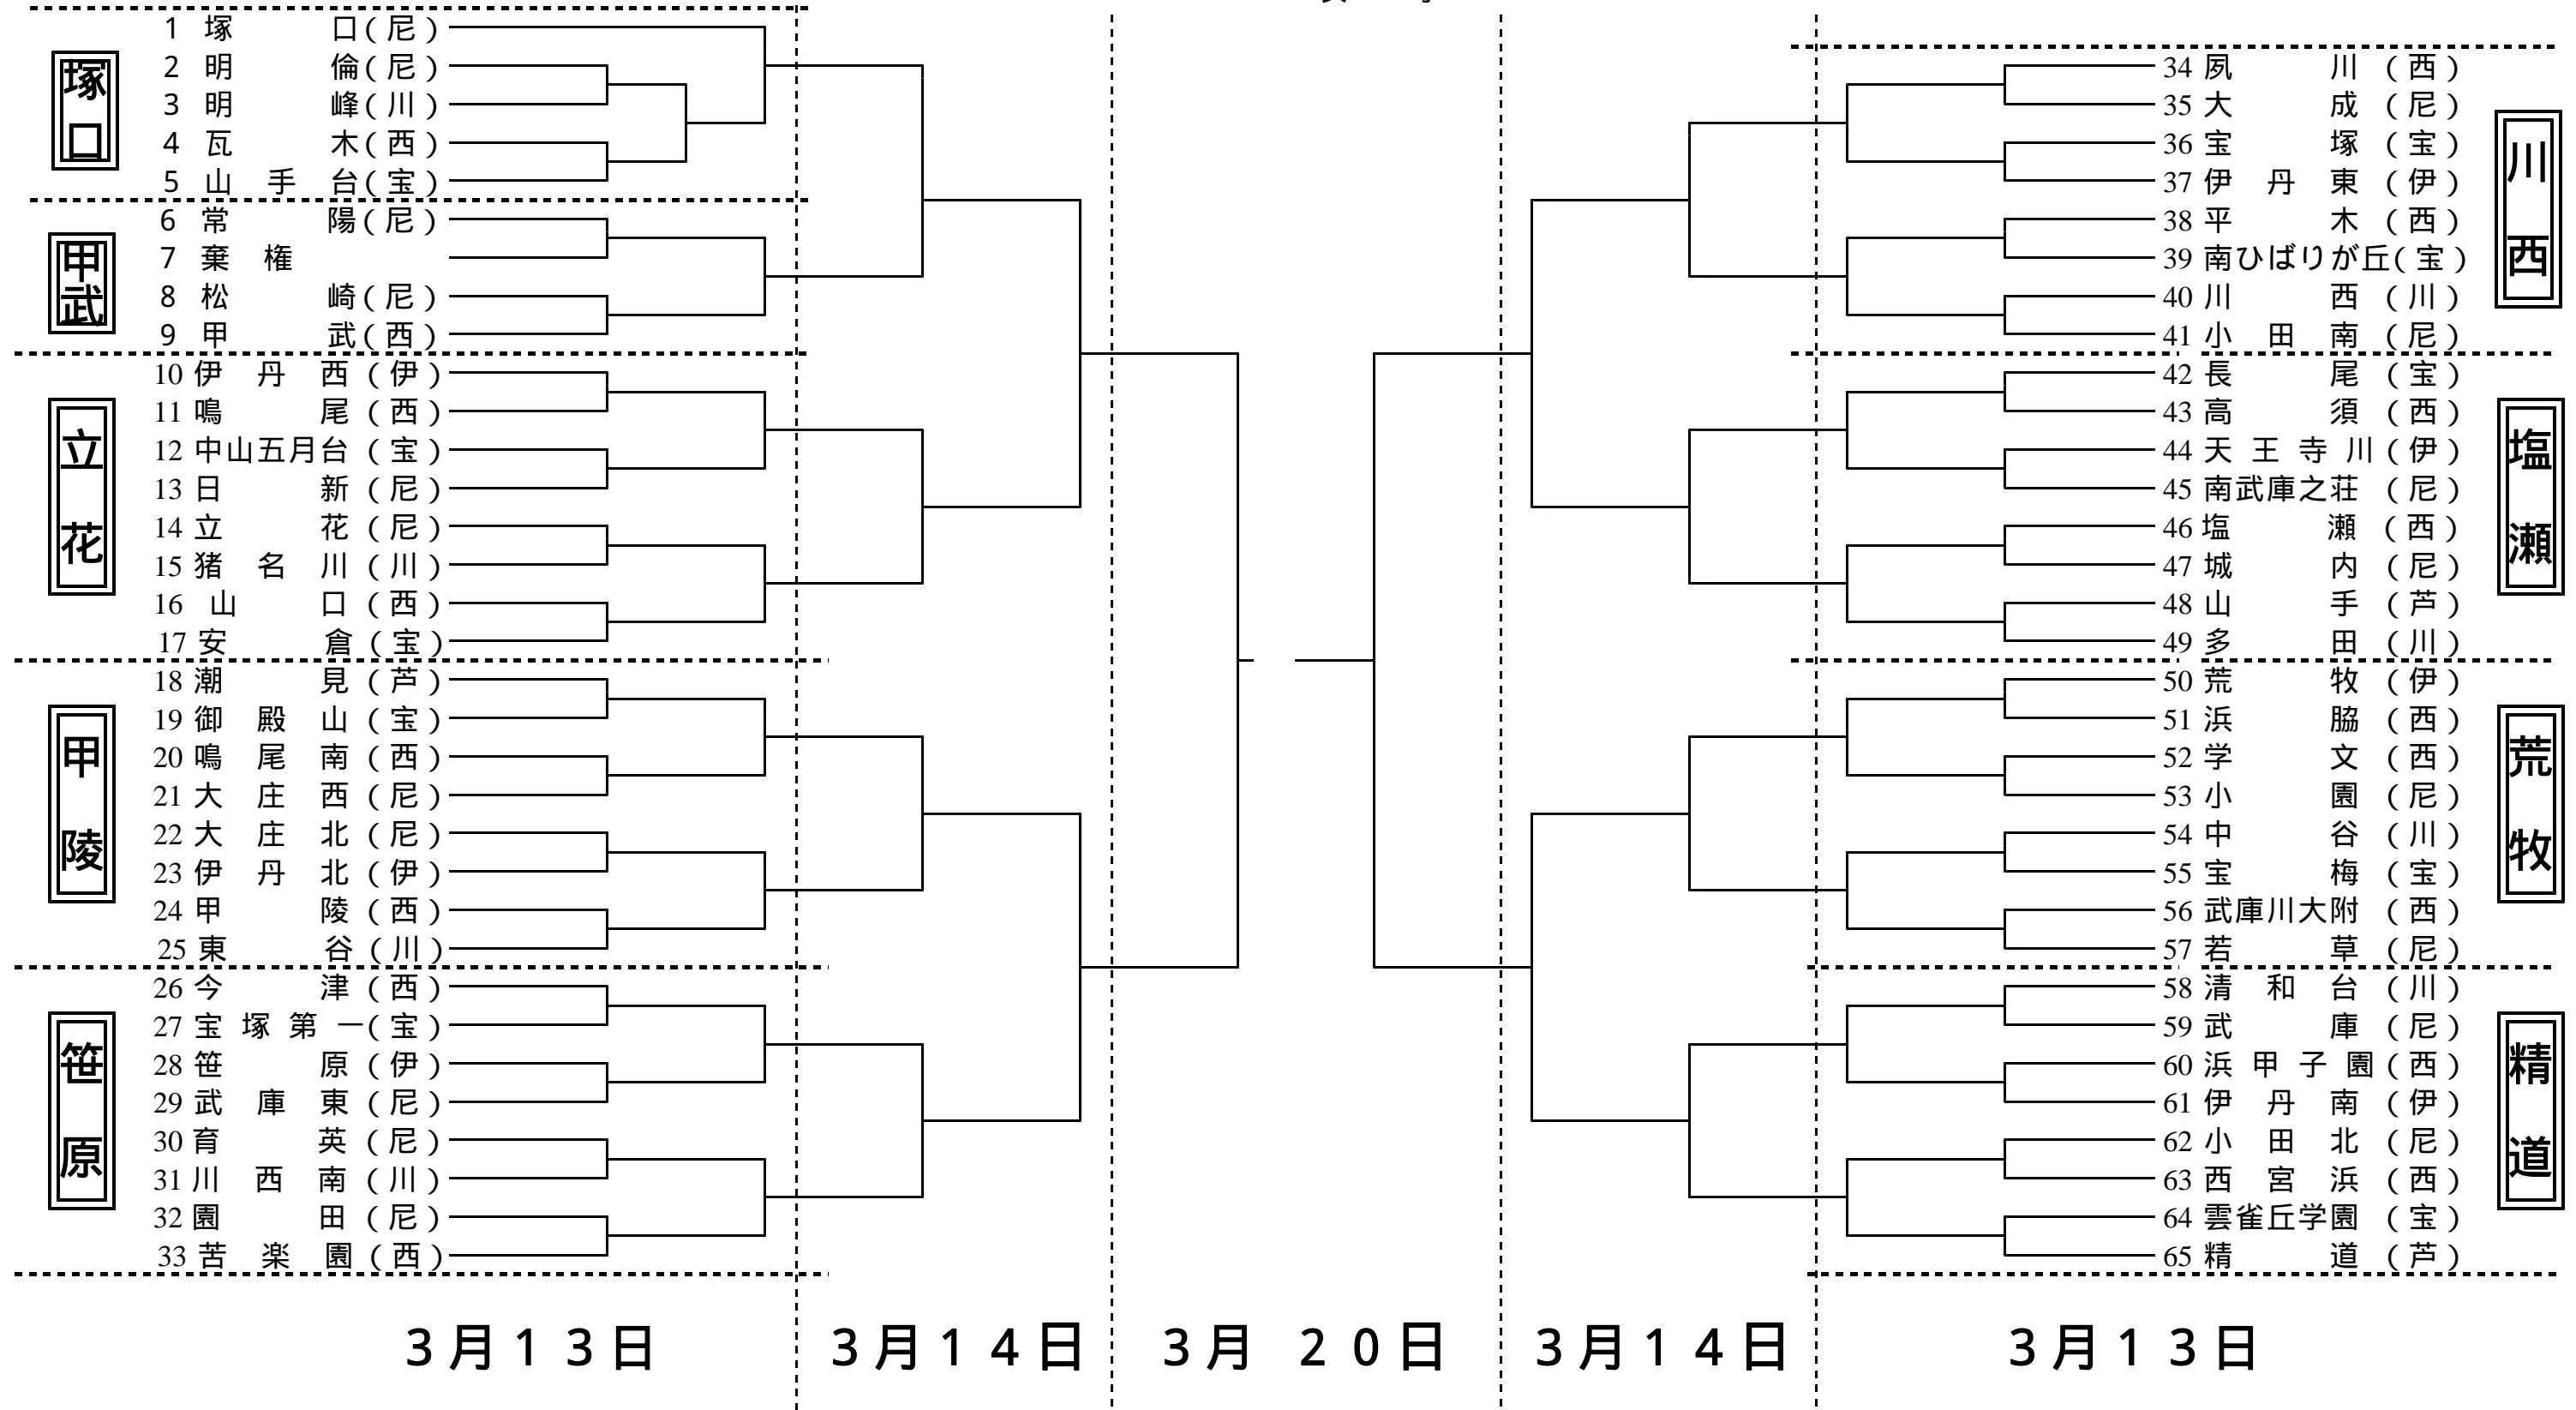 塚口
1 塚 口(尼)
2 明 倫(尼)
3 明 峰(川)
4 瓦 木(西)
5 山 手 台(宝)
甲武
6 常 陽(尼)
7 棄 権
8 松 崎(尼)
9 甲 武(西)
立花
10 伊 丹 西(伊)
11 鳴 尾(西)
12 中山五月台(宝)
13 日 新(尼)
14 立 花(尼)
15 猪 名 川(川)
16 山 口(西)
17 安 倉(宝)
甲陵
18 潮 見(芦)
19 御 殿 山(宝)
20 鳴 尾 南(西)
21 大 庄 西(尼)
22 大 庄 北(尼)
23 伊 丹 北(伊)
24 甲 陵(西)
25 東 谷(川)
笹原
26 今 津(西)
27 宝 塚 第 一(宝)
28 笹 原(伊)
29 武 庫 東(尼)
30 育 英(尼)
31 川 西 南(川)
32 園 田(尼)
33 苦 楽 園(西)
川西
34 夙 川(西)
35 大 成(尼)
36 宝 塚(宝)
37 伊 丹 東(伊)
38 平 木(西)
39 南ひばりが丘(宝)
40 川 西(川)
41 小 田 南(尼)
塩瀬
42 長 尾(宝)
43 高 須(西)
44 天 王 寺 川(伊)
45 南武庫之荘(尼)
46 塩 瀬(西)
47 城 内(尼)
48 山 手(芦)
49 多 田(川)
荒牧
50 荒 牧(伊)
51 浜 脇(西)
52 学 文(西)
53 小 園(尼)
54 中 谷(川)
55 宝 梅(宝)
56 武庫川大附(西)
57 若 草(尼)
精道
58 清 和 台(川)
59 武 庫(尼)
60 浜 甲 子 園(西)
61 伊 丹 南(伊)
62 小 田 北(尼)
63 西 宮 浜(西)
64 雲雀丘学園(宝)
65 精 道(芦)
3月13日 3月14日 3月 20日 3月14日 3月13日